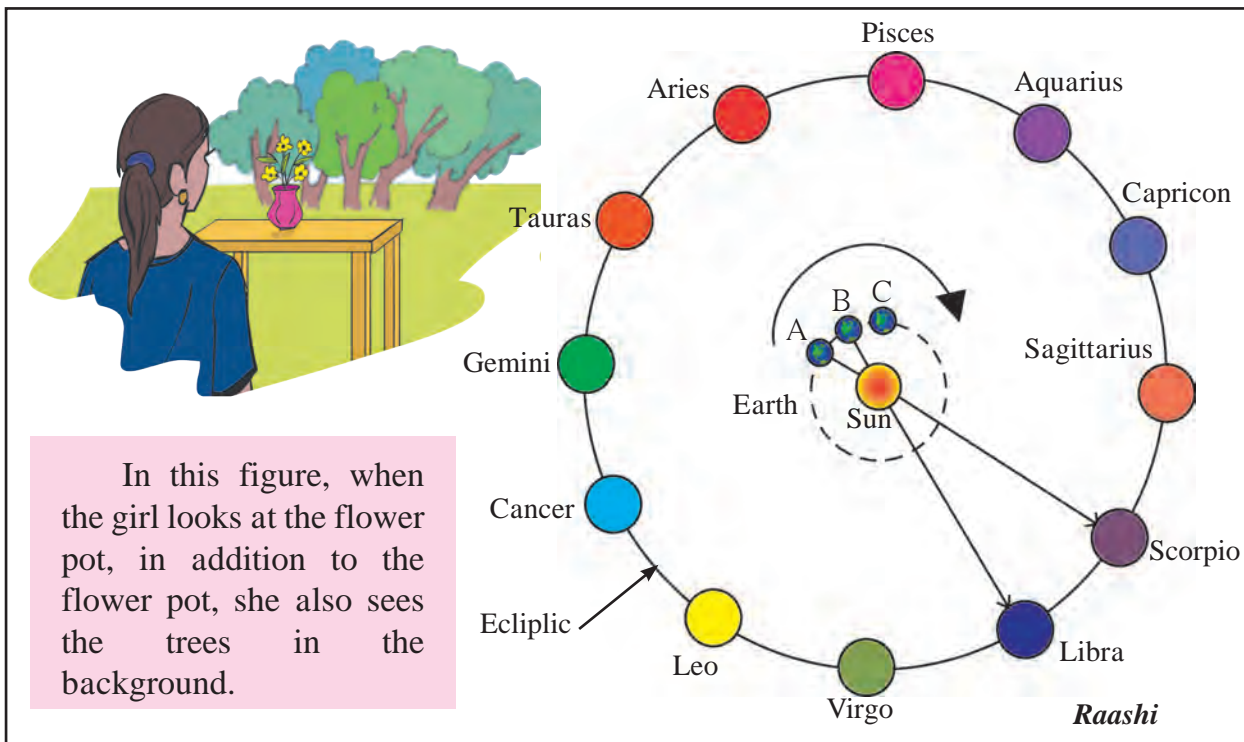 Pisces
Aries
Aquarius
Tauras
Capricon
A
B
C
Gemini
Sagittarius
Earth
Sun
In this figure, when
the girl looks at the flower
pot, in addition to the
flower pot, she also sees
the trees in the
background.
Cancer
Scorpio
Ecliplic
Leo
Libra
Virgo
Raashi